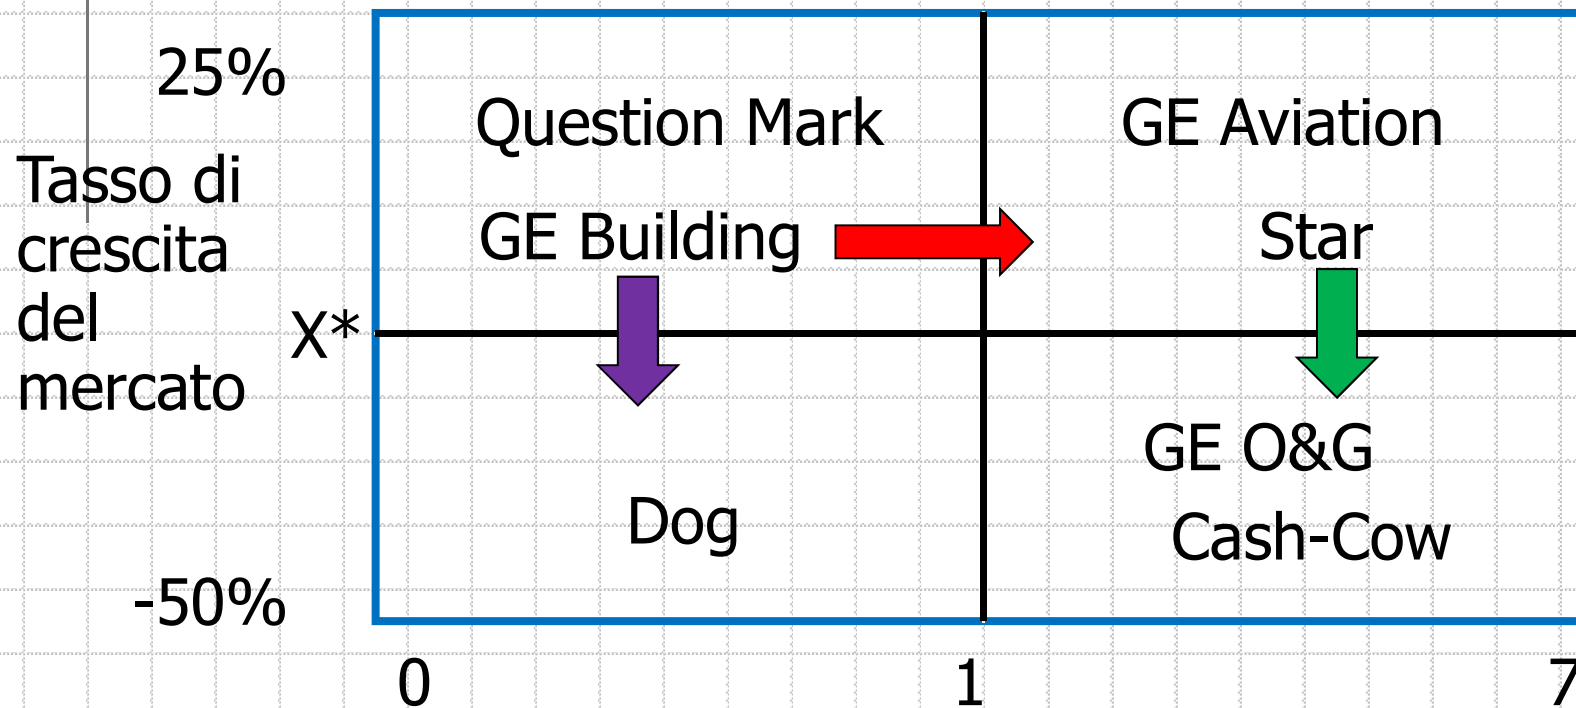 25%
Question Mark
GE Aviation
Tasso di
crescita
del
mercato
GE Building
Star
X*
GE O&G
Dog
Cash-Cow
-50%
0
1
7